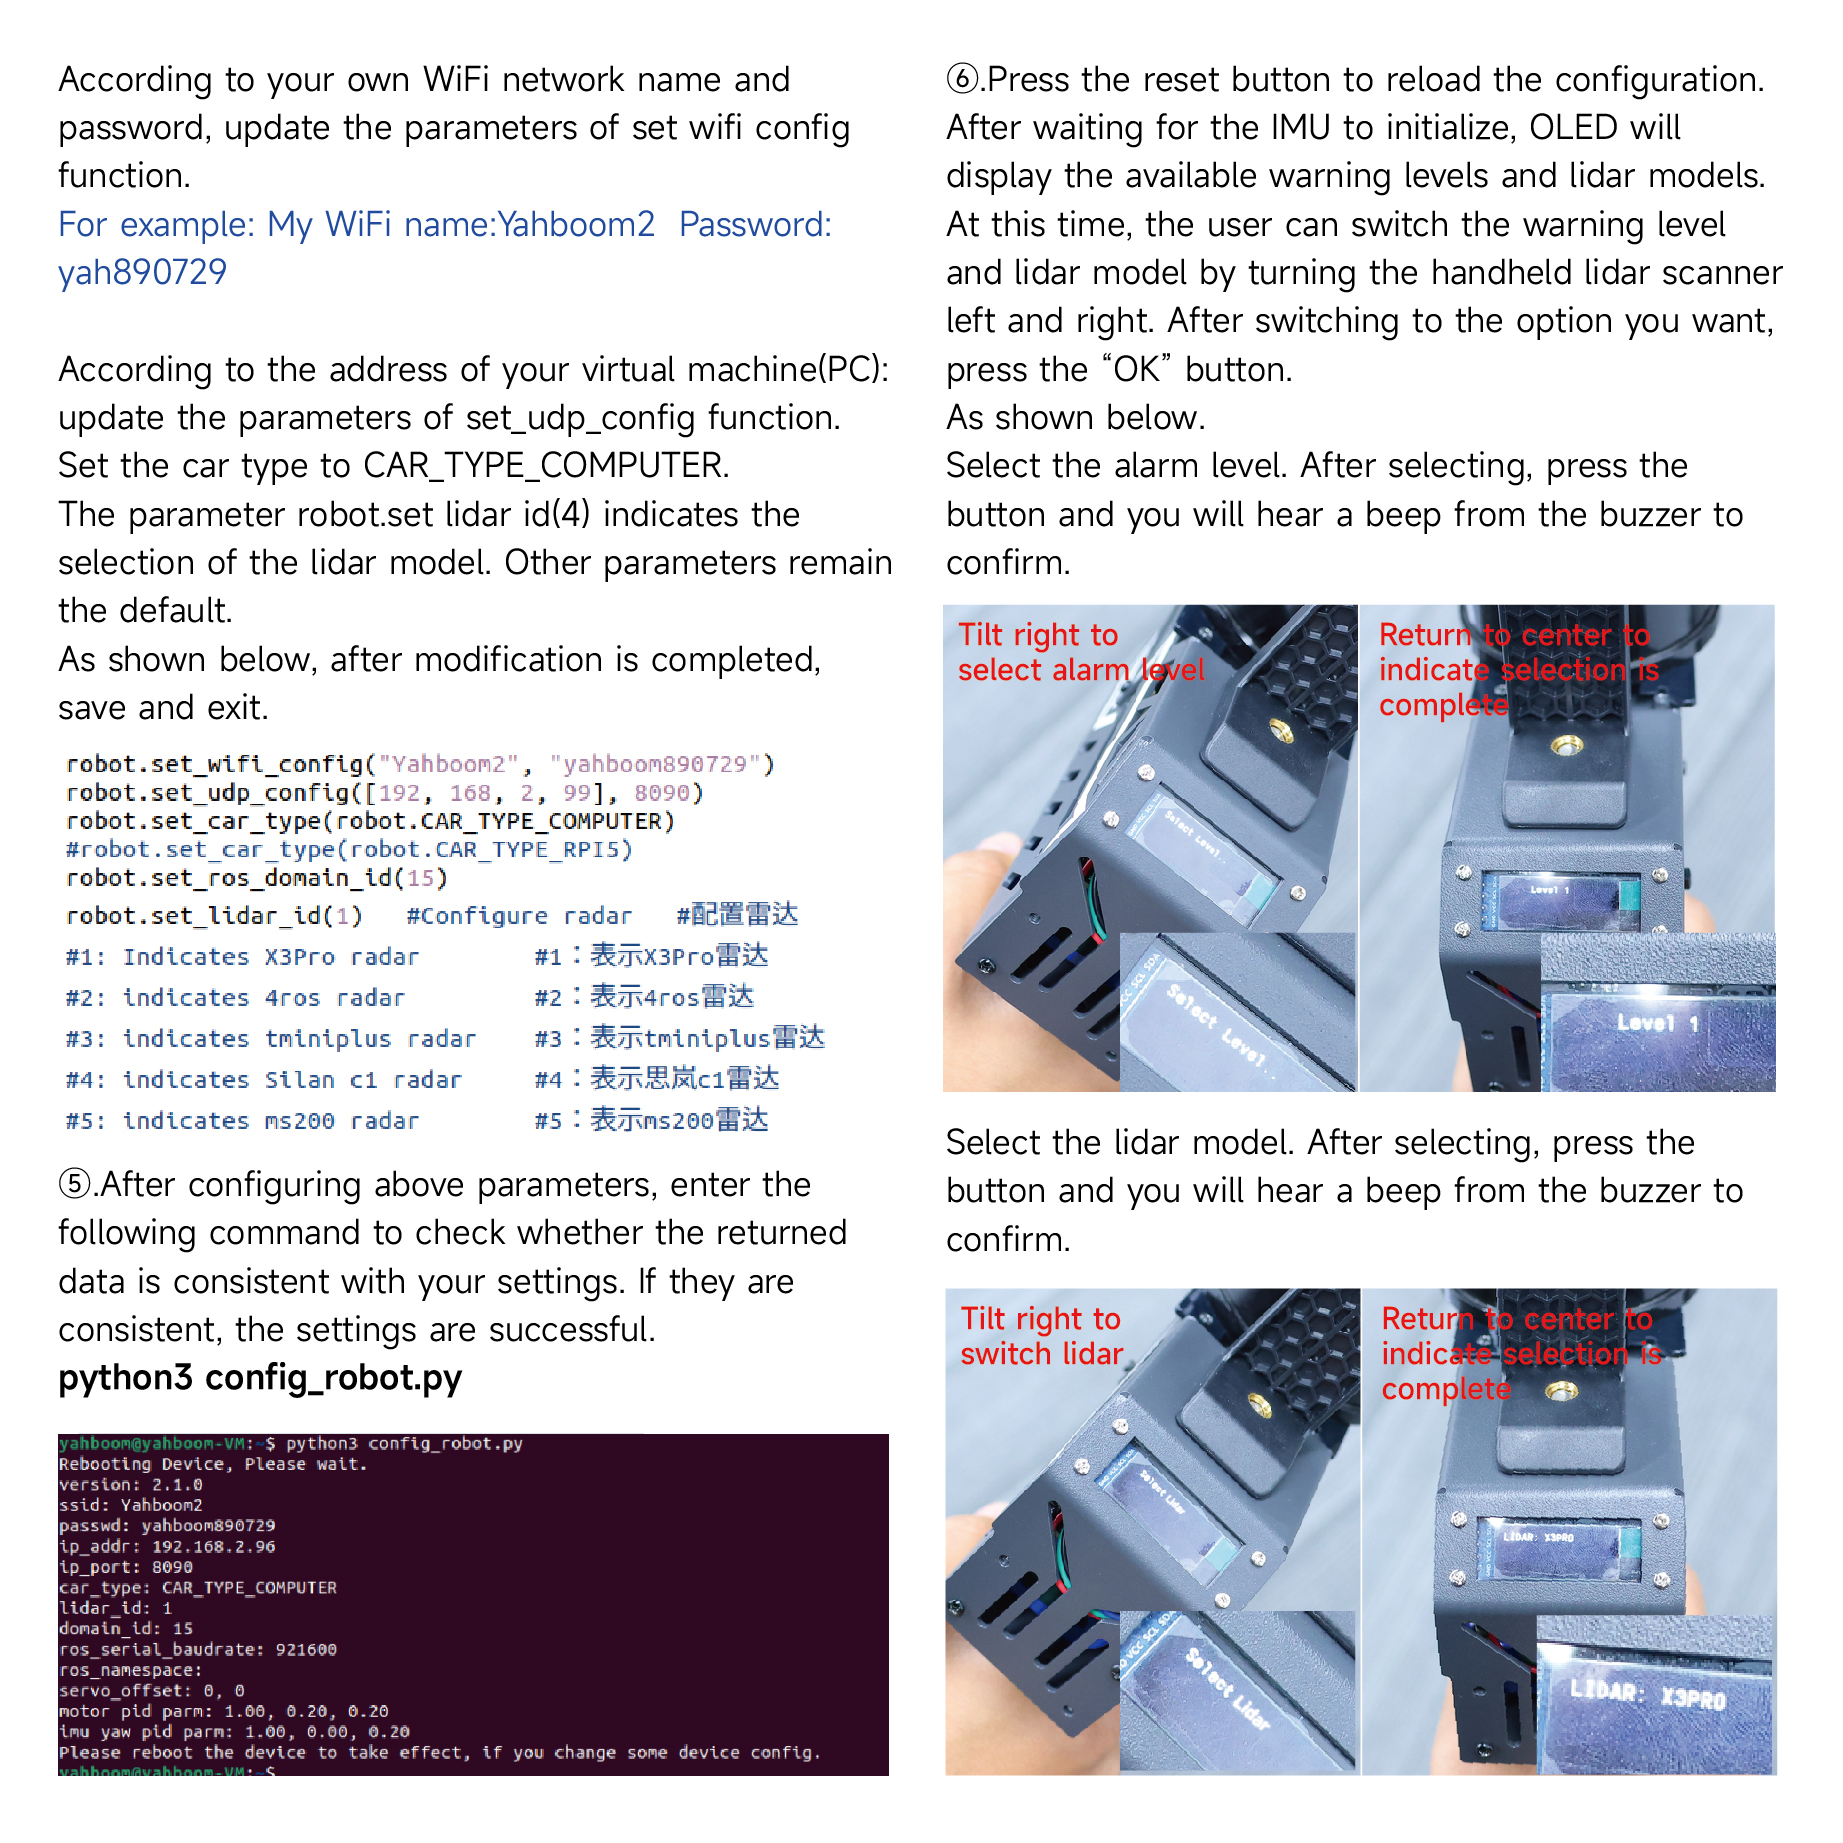 According to your own WiFi network name and
password, update the parameters of set wifi config
function.
For example: My WiFi name:Yahboom2  Password:
yah890729
According to the address of your virtual machine(PC):
update the parameters of set_udp_config function.
Set the car type to CAR_TYPE_COMPUTER.
The parameter robot.set lidar id(4) indicates the
selection of the lidar model. Other parameters remain
the default.
As shown below, after modification is completed,
save and exit.
robot.set_wifi_config("Yahboom2", "yahboom890729")
robot.set_udp_config([192, 168, 2, 99], 8090)
robot.set_car_type(robot.CAR_TYPE_COMPUTER)
#robot.set_car_type(robot.CAR_TYPE_RPI5)
robot.set_ros_domain_id(15)
robot.set_lidar_id(1)   #Configure radar   #配置雷达
#1: Indicates X3Pro radar   #1：表示X3Pro雷达
#2: indicates 4ros radar   #2：表示4ros雷达
#3: indicates tminiplus radar   #3：表示tminiplus雷达
#4: indicates Silan c1 radar   #4：表示思岚c1雷达
#5: indicates ms200 radar   #5：表示ms200雷达
⑤.After configuring above parameters, enter the
following command to check whether the returned
data is consistent with your settings. If they are
consistent, the settings are successful.
python3 config_robot.py
yahboom@yahboom-VM:~$ python3 config_robot.py
Rebooting Device, Please wait.
version: 2.1.0
ssid: Yahboom2
passwd: yahboom890729
ip_addr: 192.168.2.96
ip_port: 8090
car_type: CAR_TYPE_COMPUTER
lidar_id: 1
domain_id: 15
ros_serial_baudrate: 921600
ros_namespace:
servo_offset: 0, 0
motor pid parm: 1.00, 0.20, 0.20
imu yaw pid parm: 1.00, 0.00, 0.20
Please reboot the device to take effect, if you change some device config.
yahboom@yahboom-VM:~$
⑥.Press the reset button to reload the configuration.
After waiting for the IMU to initialize, OLED will
display the available warning levels and lidar models.
At this time, the user can switch the warning level
and lidar model by turning the handheld lidar scanner
left and right. After switching to the option you want,
press the “OK” button.
As shown below.
Select the alarm level. After selecting, press the
button and you will hear a beep from the buzzer to
confirm.
Tilt right to
select alarm level
Select Level..
VCC SCL SDA
Select Level..
Return to center to
indicate selection is
complete
Level 1
Level 1
Select the lidar model. After selecting, press the
button and you will hear a beep from the buzzer to
confirm.
Tilt right to
switch lidar
Select Lidar
VCC SCL SDA
Select Lidar
Return to center to
indicate selection is
complete
LIDAR: X3PRO
LIDAR: X3PRO